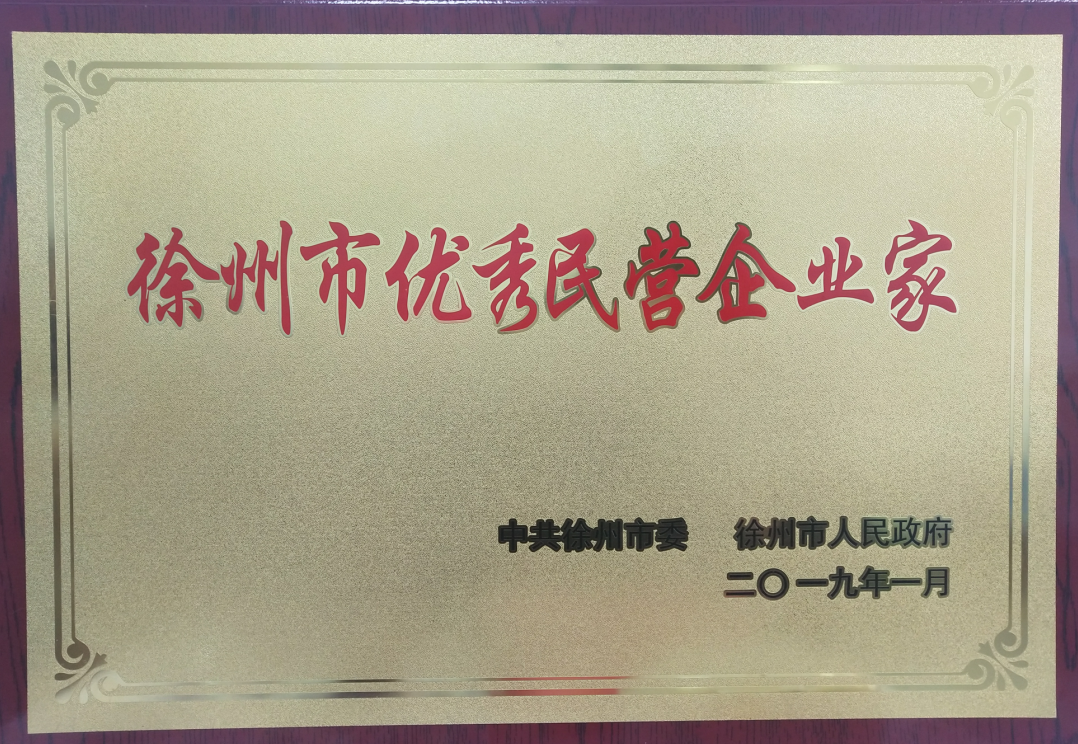 徐州市优秀民营企业家
中共徐州市委 徐州市人民政府
二〇一九年一月